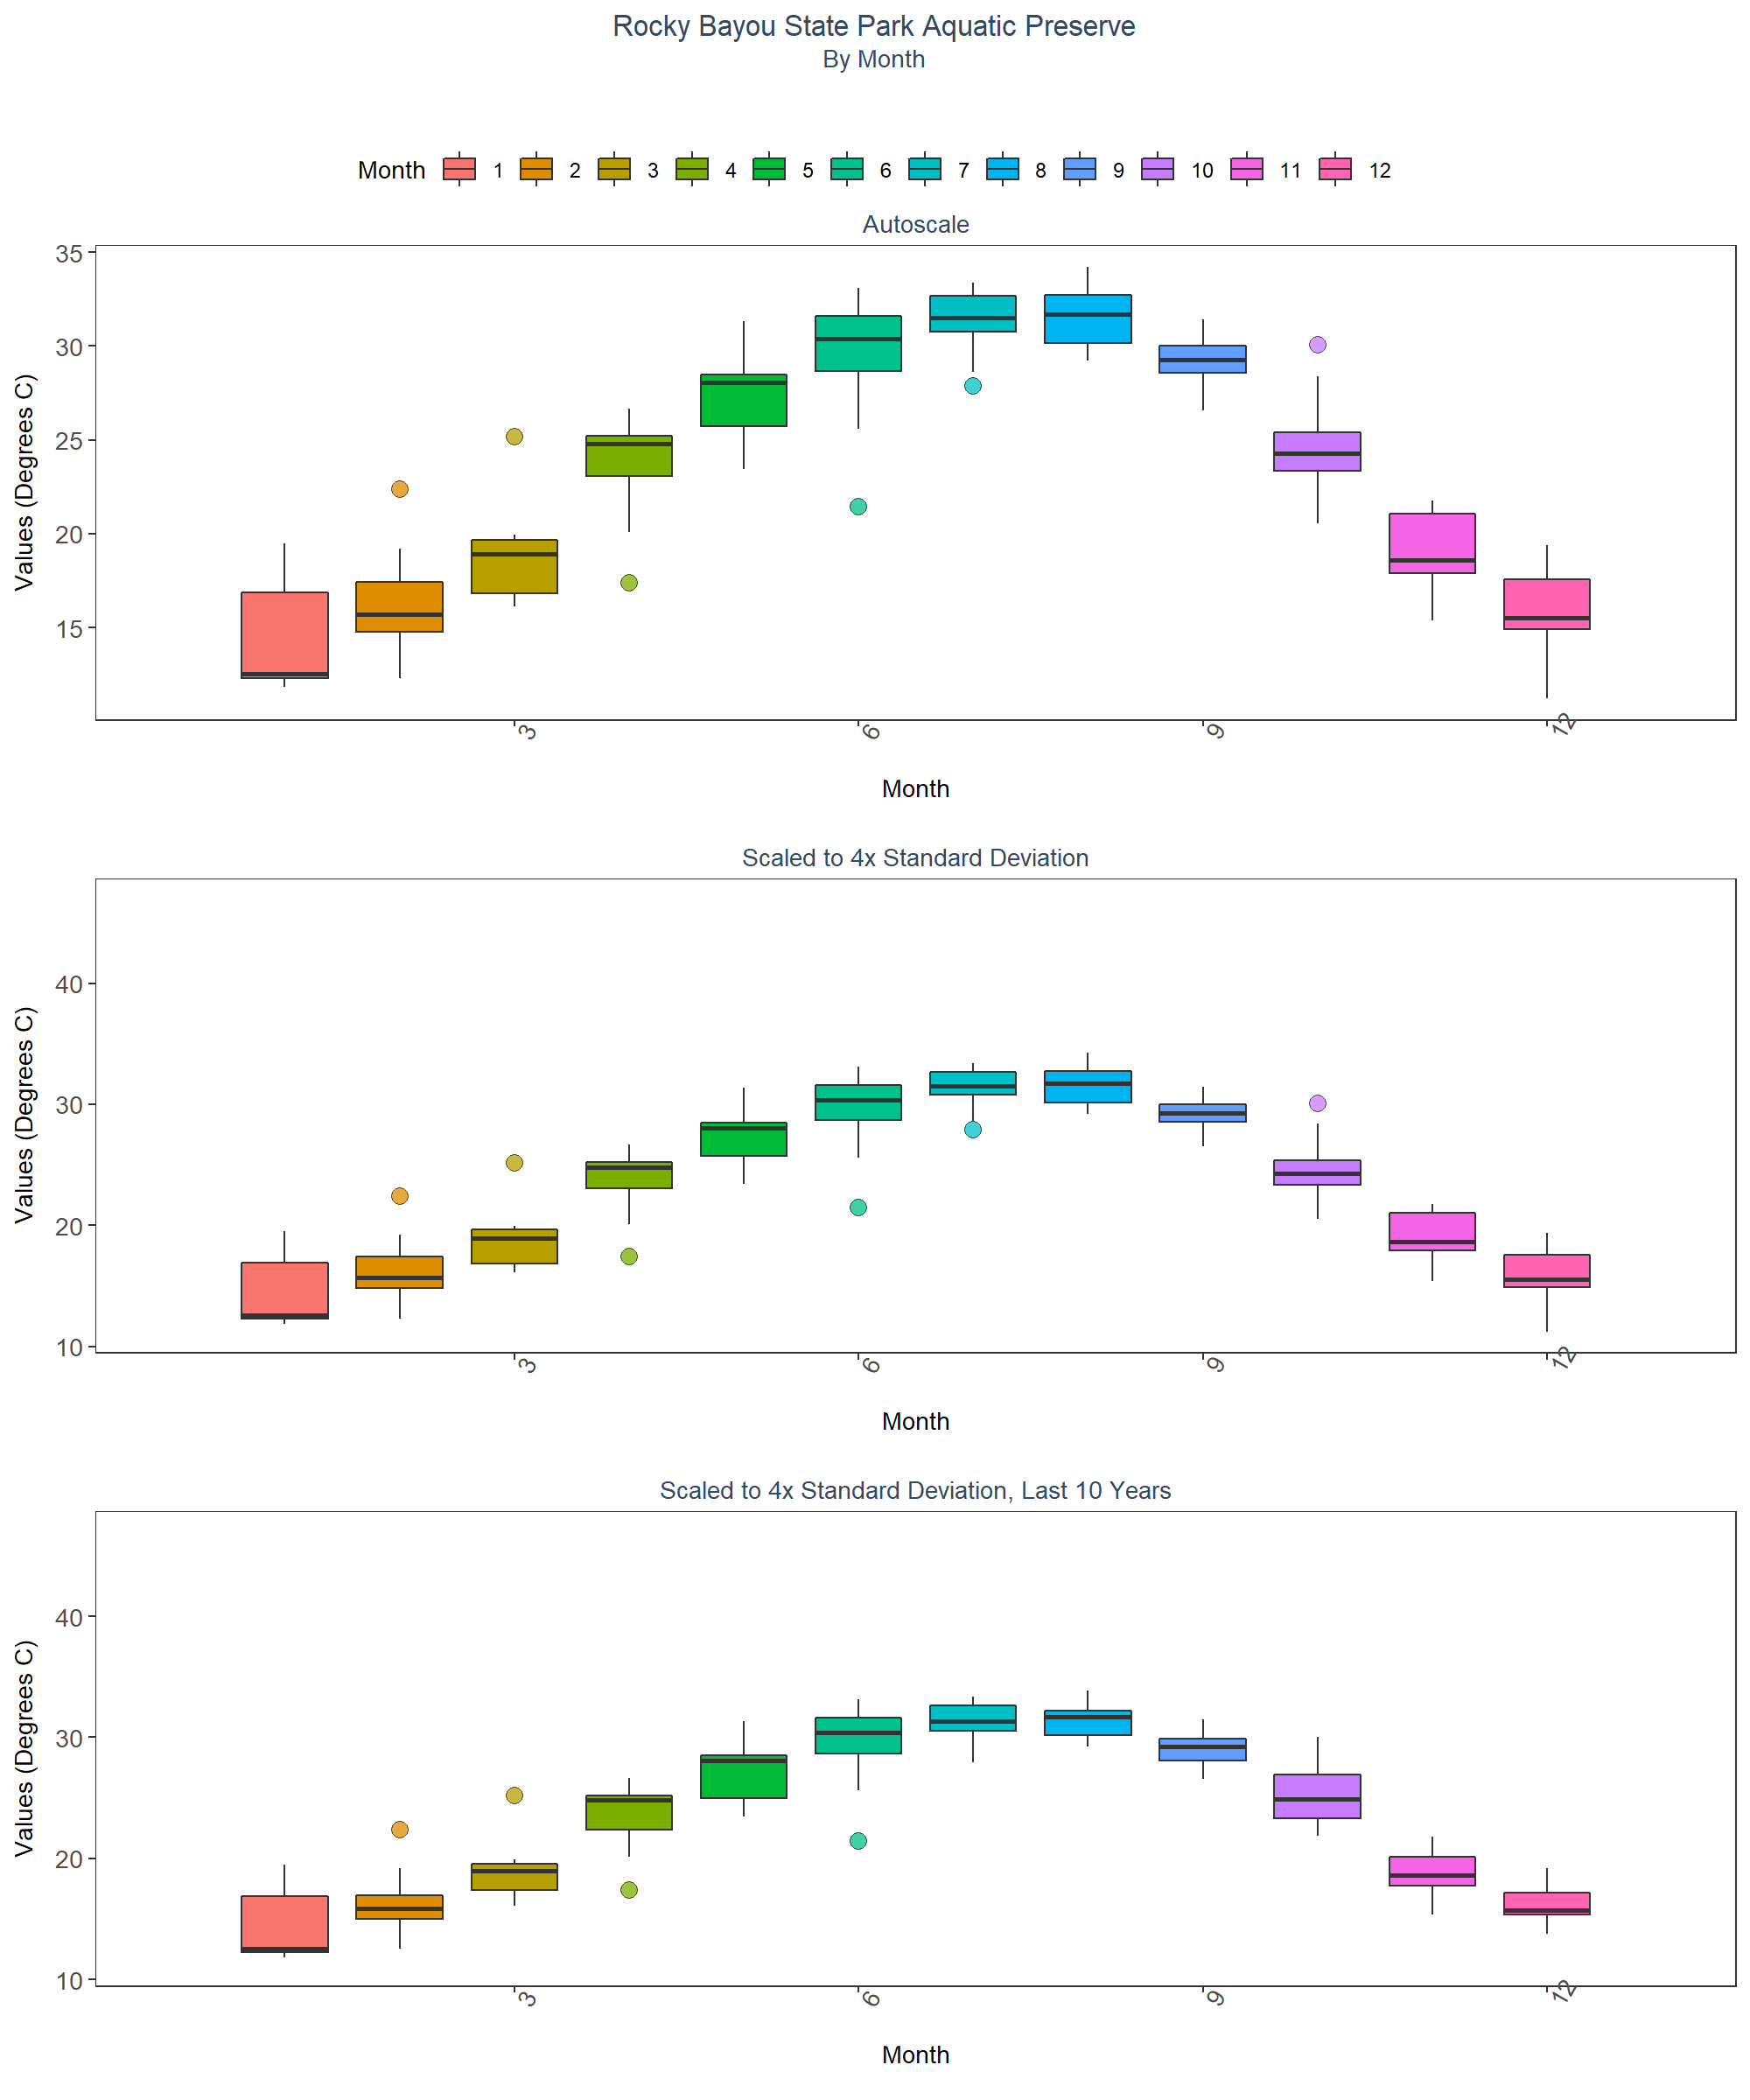 Rocky Bayou State Park Aquatic Preserve
By Month
Month 1 2 3 4 5 6 7 8 9 10 11 12
Autoscale
Values (Degrees C)
35
30
25
20
15
3 6 9 12
Month
Scaled to 4x Standard Deviation
Values (Degrees C)
40
30
20
10
3 6 9 12
Month
Scaled to 4x Standard Deviation, Last 10 Years
Values (Degrees C)
40
30
20
10
3 6 9 12
Month